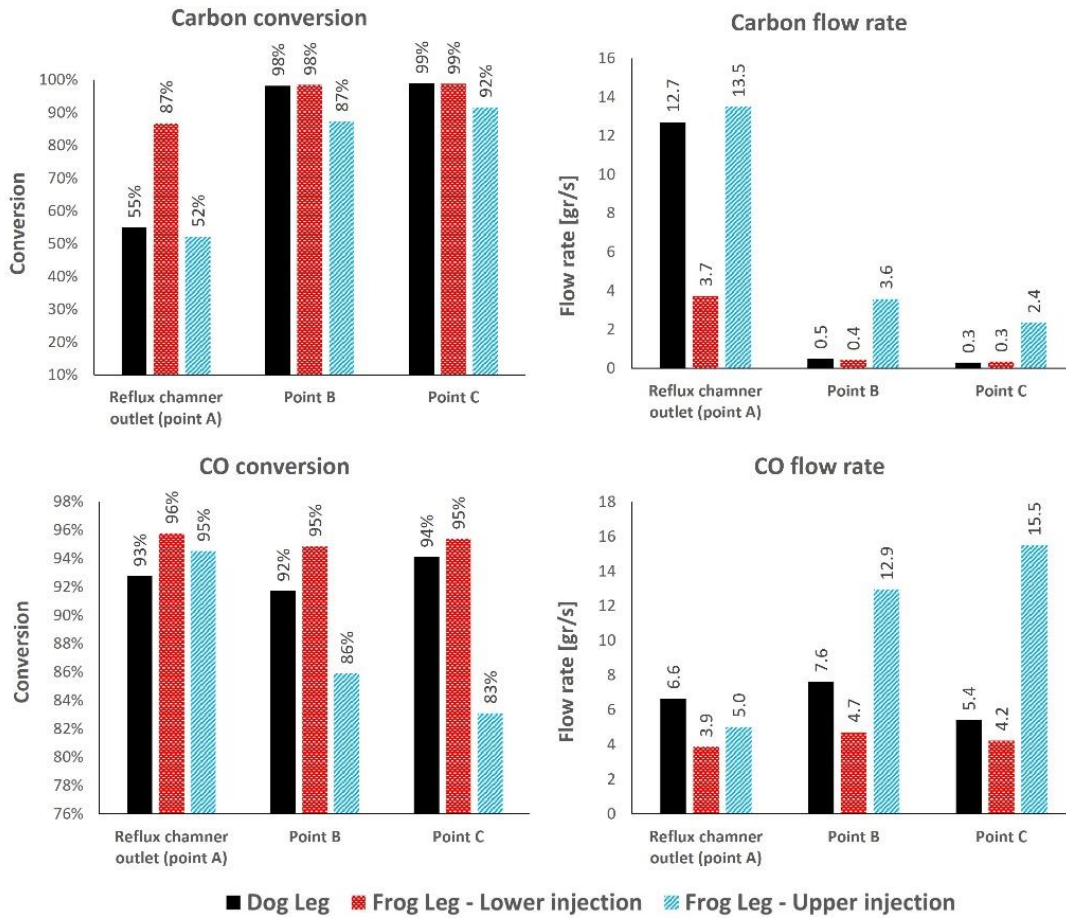 Carbon conversion
Conversion
100%
90%
80%
70%
60%
50%
40%
30%
20%
10%
55%
87%
52%
98%
98%
87%
99%
99%
92%
Reflux chamner
outlet (point A)
Point B
Point C
Carbon flow rate
Flow rate [gr/s]
16
14
12
10
8
6
4
2
0
12.7
3.7
13.5
0.5
0.4
3.6
0.3
0.3
2.4
Reflux chamner
outlet (point A)
Point B
Point C
CO conversion
Conversion
98%
96%
94%
92%
90%
88%
86%
84%
82%
80%
78%
76%
93%
96%
95%
92%
95%
86%
94%
95%
83%
Reflux chamner
outlet (point A)
Point B
Point C
CO flow rate
Flow rate [gr/s]
18
16
14
12
10
8
6
4
2
0
6.6
3.9
5.0
7.6
4.7
12.9
5.4
4.2
15.5
Reflux chamner
outlet (point A)
Point B
Point C
Dog Leg
Frog Leg - Lower injection
Frog Leg - Upper injection